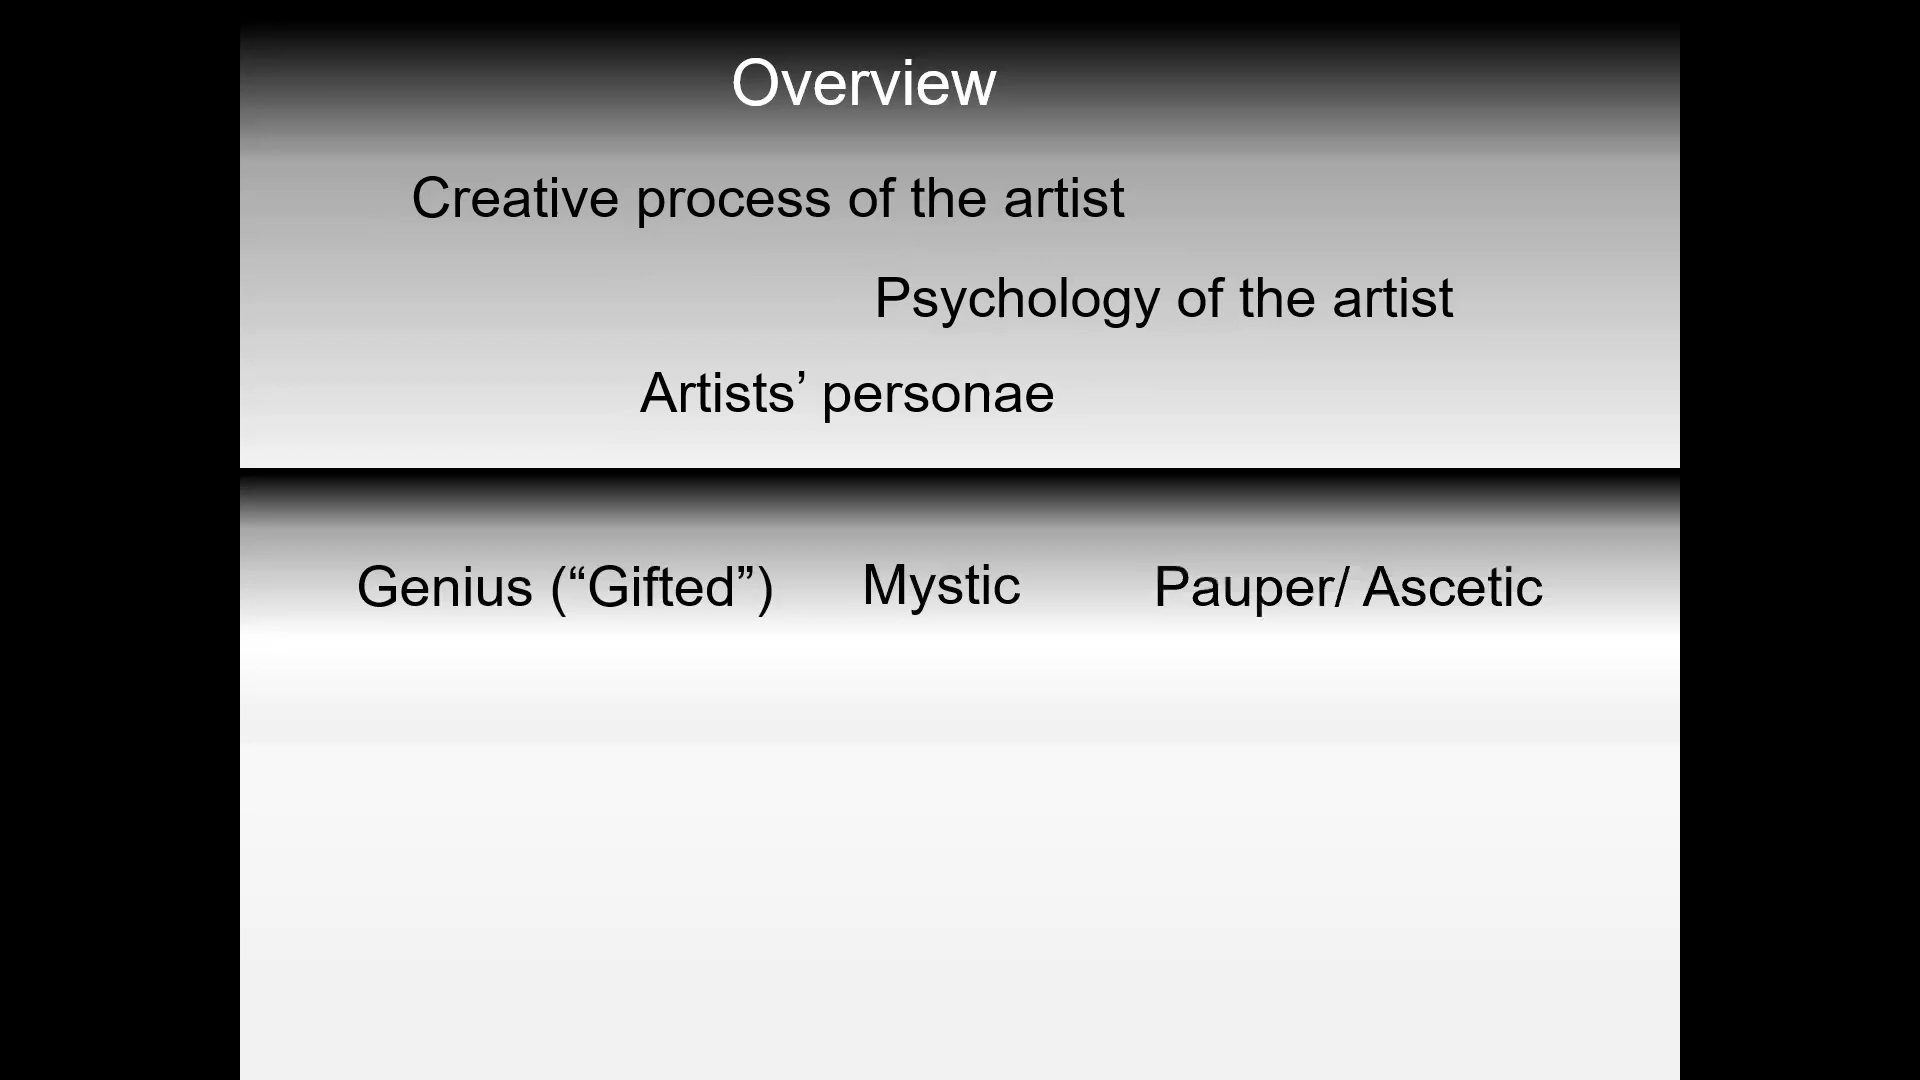 Overview
Creative process of the artist
Psychology of the artist
Artists’ personae
Genius (“Gifted”) Mystic Pauper/ Ascetic